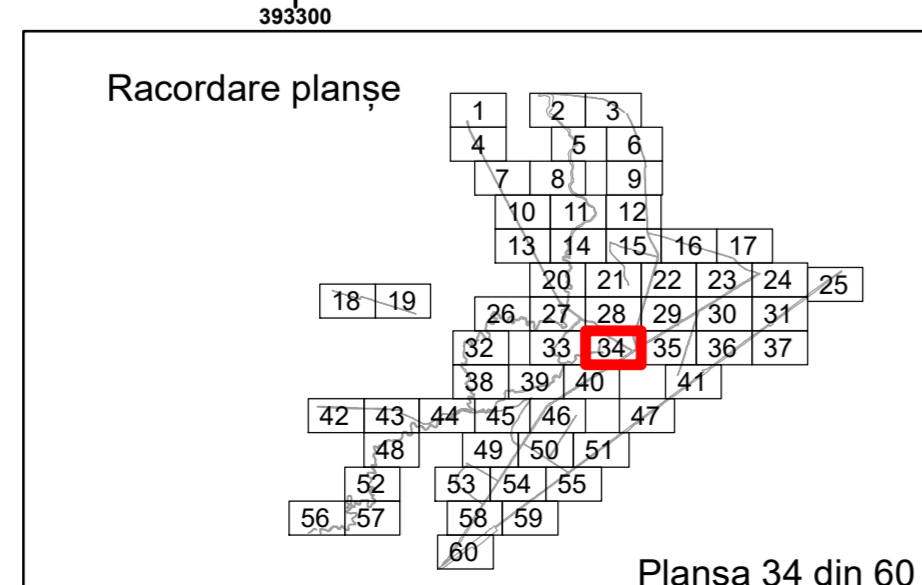 393300
Racordare planșe
1 2 3
4 5 6
7 8 9
10 11 12
13 14 15 16 17
20 21 22 23 24 25
18 19
26 27 28 29 30 31
32 33 34 35 36 37
38 39 40 41
42 43 44 45 46 47
48 49 50 51
52 53 54 55
56 57 58 59
60
Plansa 34 din 60